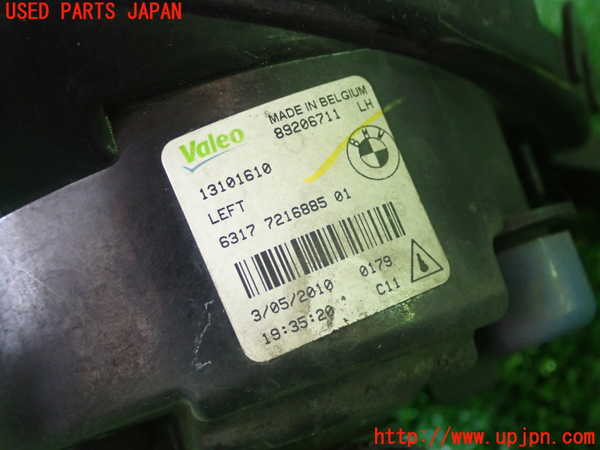 USED PARTS JAPAN
MADE IN BELGIUM
Valeo
89206711 LH
BMW
13101610
LEFT
6317 7216885 01
3/05/2010 0179
19:35:20 C11
http://www.upjpn.com/